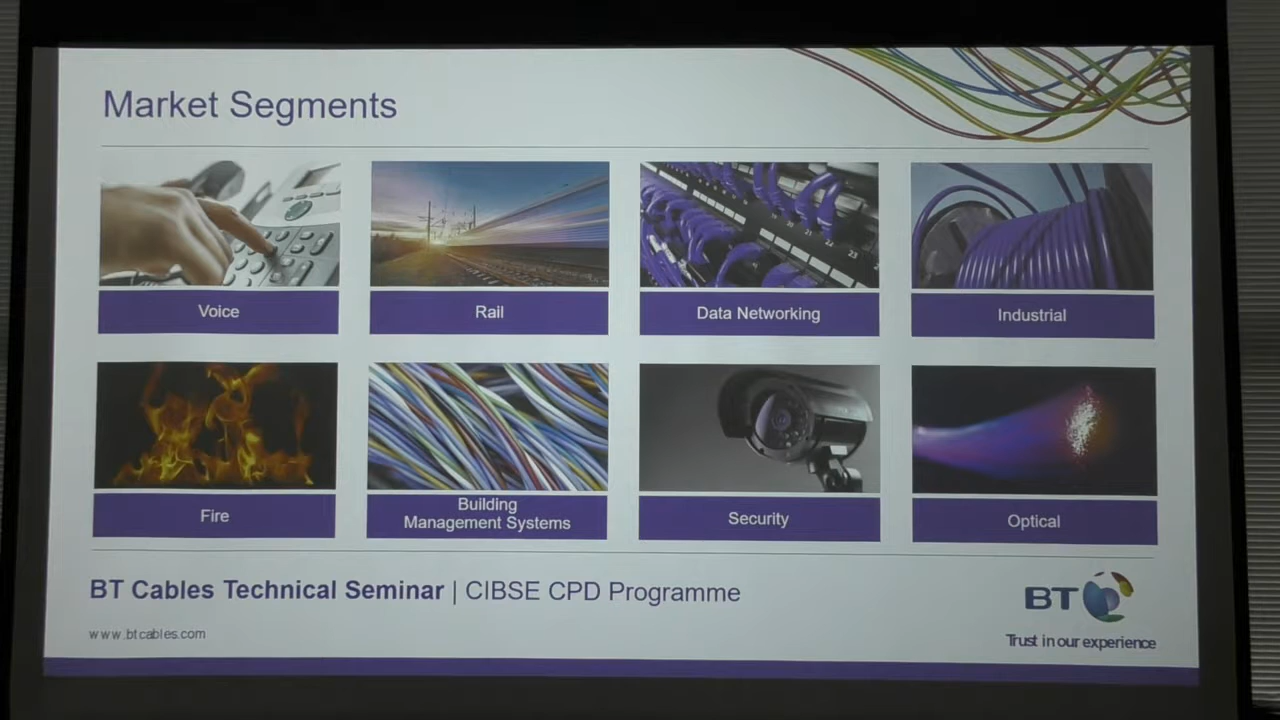 Market Segments
Voice
Rail
Data Networking
Industrial
Fire
Building
Management Systems
Security
Optical
BT Cables Technical Seminar | CIBSE CPD Programme
www.btcables.com
BT
Trust in our experience